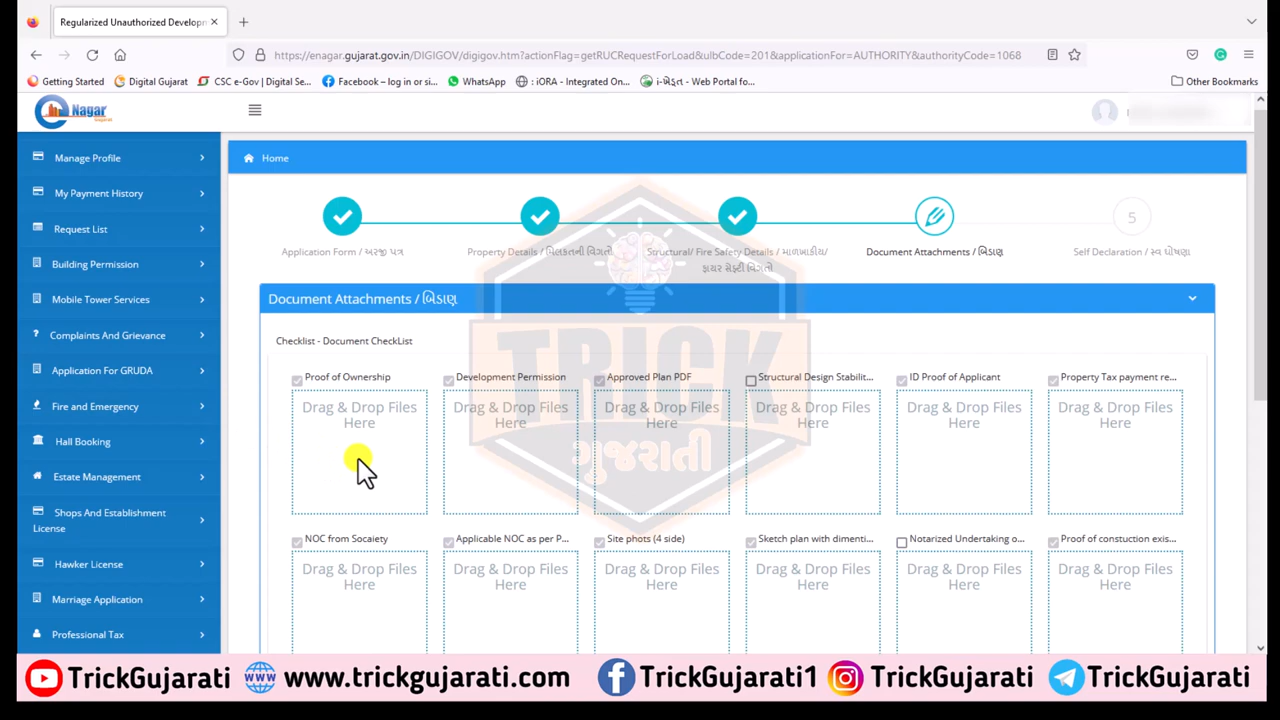 Regularized Unauthorized Developm
https://enagar.gujarat.gov.in/DIGIGOV/digigov.htm?actionFlag=getRUCRequestForLoad&ulbCode=201&applicationFor=AUTHORITY&authorityCode=1068
Getting Started Digital Gujarat CSC e-Gov | Digital Se... Facebook – log in or si... WhatsApp : iORA - Integrated On... i-ખેડૂત - Web Portal fo... Other Bookmarks
Nagar
Gujarat
Manage Profile
My Payment History
Request List
Building Permission
Mobile Tower Services
Complaints And Grievance
Application For GRUDA
Fire and Emergency
Hall Booking
Estate Management
Shops And Establishment
License
Hawker License
Marriage Application
Professional Tax
Home
5
Application Form / અરજી પત્ર
Property Details / મિલકતની વિગતો
Structural/ Fire Safety Details / માળખાકીય/
ફાયર સેફ્ટી વિગતો
Document Attachments / બિડાણ
Self Declaration / સ્વ ઘોષણા
Document Attachments / બિડાણ
Checklist - Document CheckList
Proof of Ownership Development Permission Approved Plan PDF Structural Design Stabilit... ID Proof of Applicant Property Tax payment re...
Drag & Drop Files Drag & Drop Files Drag & Drop Files Drag & Drop Files Drag & Drop Files Drag & Drop Files
Here Here Here Here Here Here
NOC from Socaiety Applicable NOC as per P... Site phots (4 side) Sketch plan with dimenti... Notarized Undertaking o... Proof of constuction exis...
Drag & Drop Files Drag & Drop Files Drag & Drop Files Drag & Drop Files Drag & Drop Files Drag & Drop Files
Here Here Here Here Here Here
TRICK
ગુજરાતી
TrickGujarati www.trickgujarati.com TrickGujarati1 TrickGujarati TrickGujarati